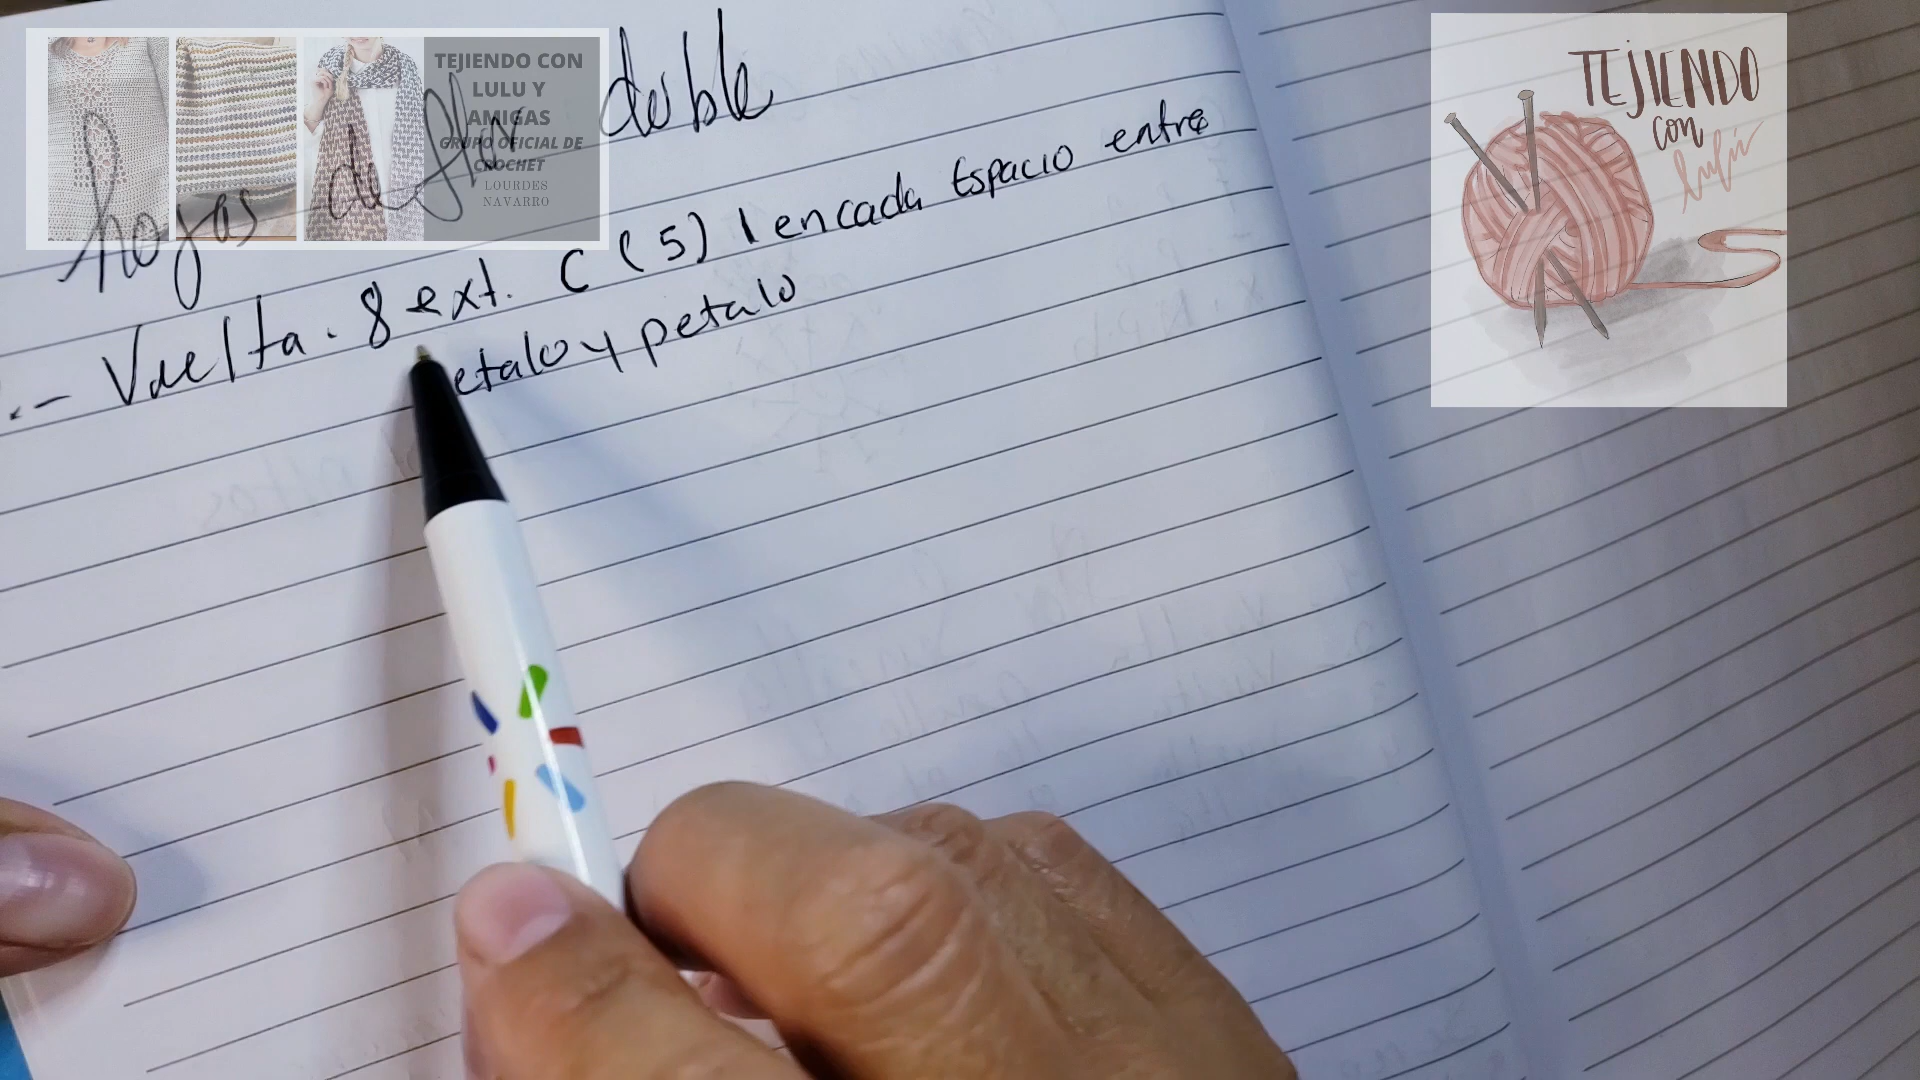 TEJIENDO CON
LULU Y
AMIGAS
GRUPO OFICIAL DE
CROCHET
LOURDES
NAVARRO
TEJIENDO
con
lulú
hojas de flor doble
.- Vuelta. 8 ext. C (5) 1 en cada Espacio entre
etalo y petalo